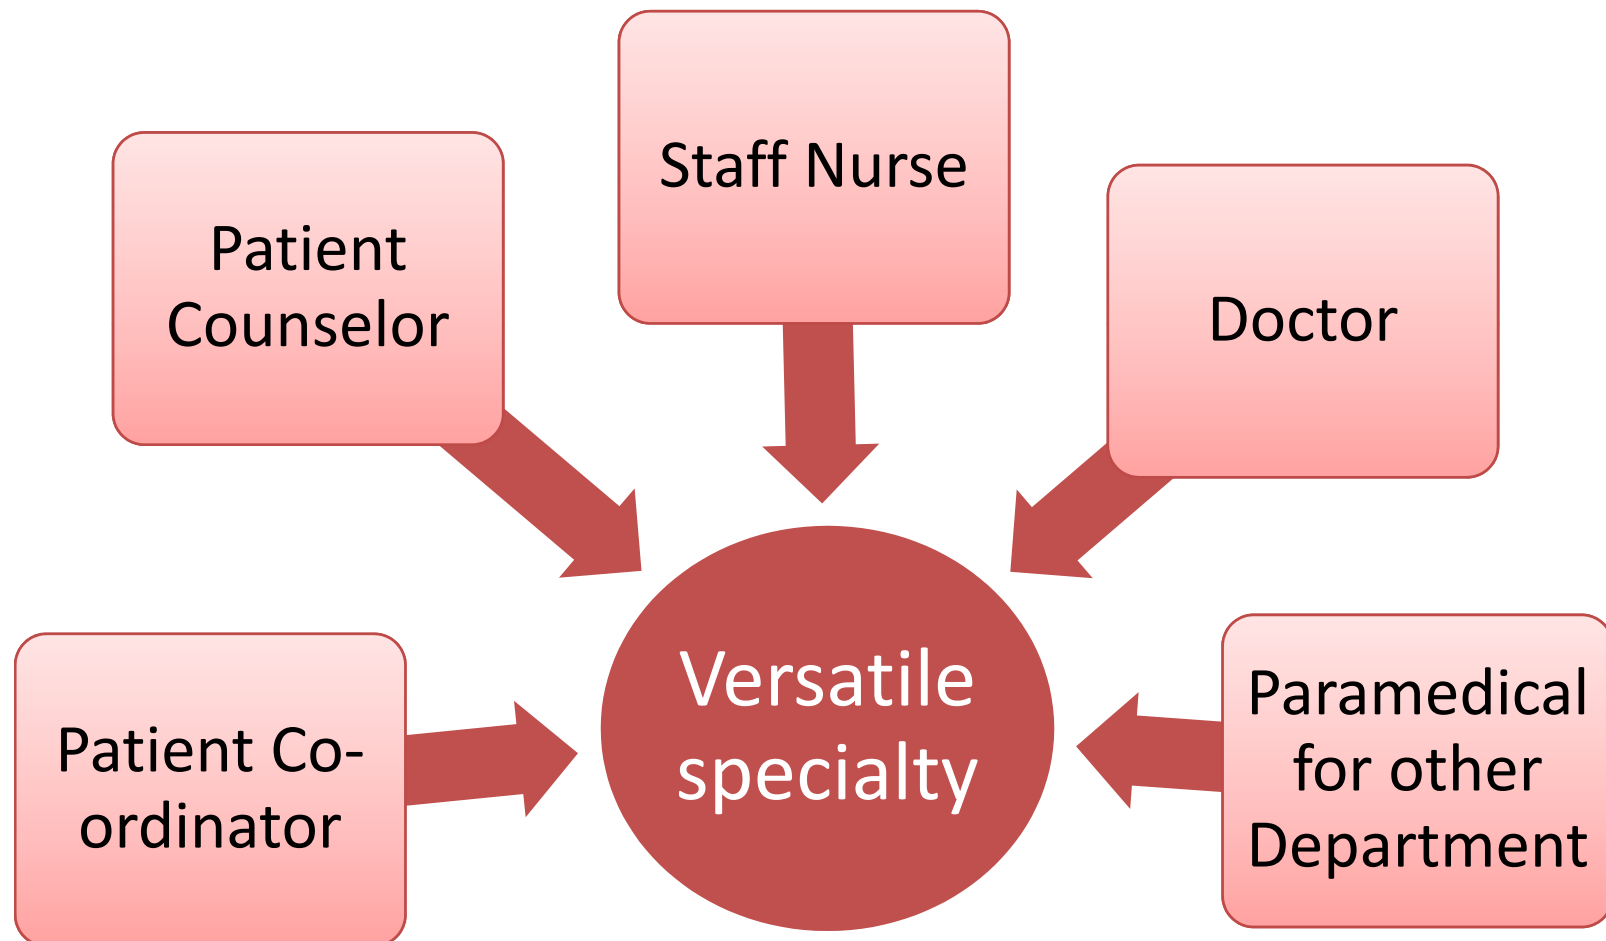 Staff Nurse
Patient
Counselor
Doctor
Versatile
specialty
Patient Co-
ordinator
Paramedical
for other
Department